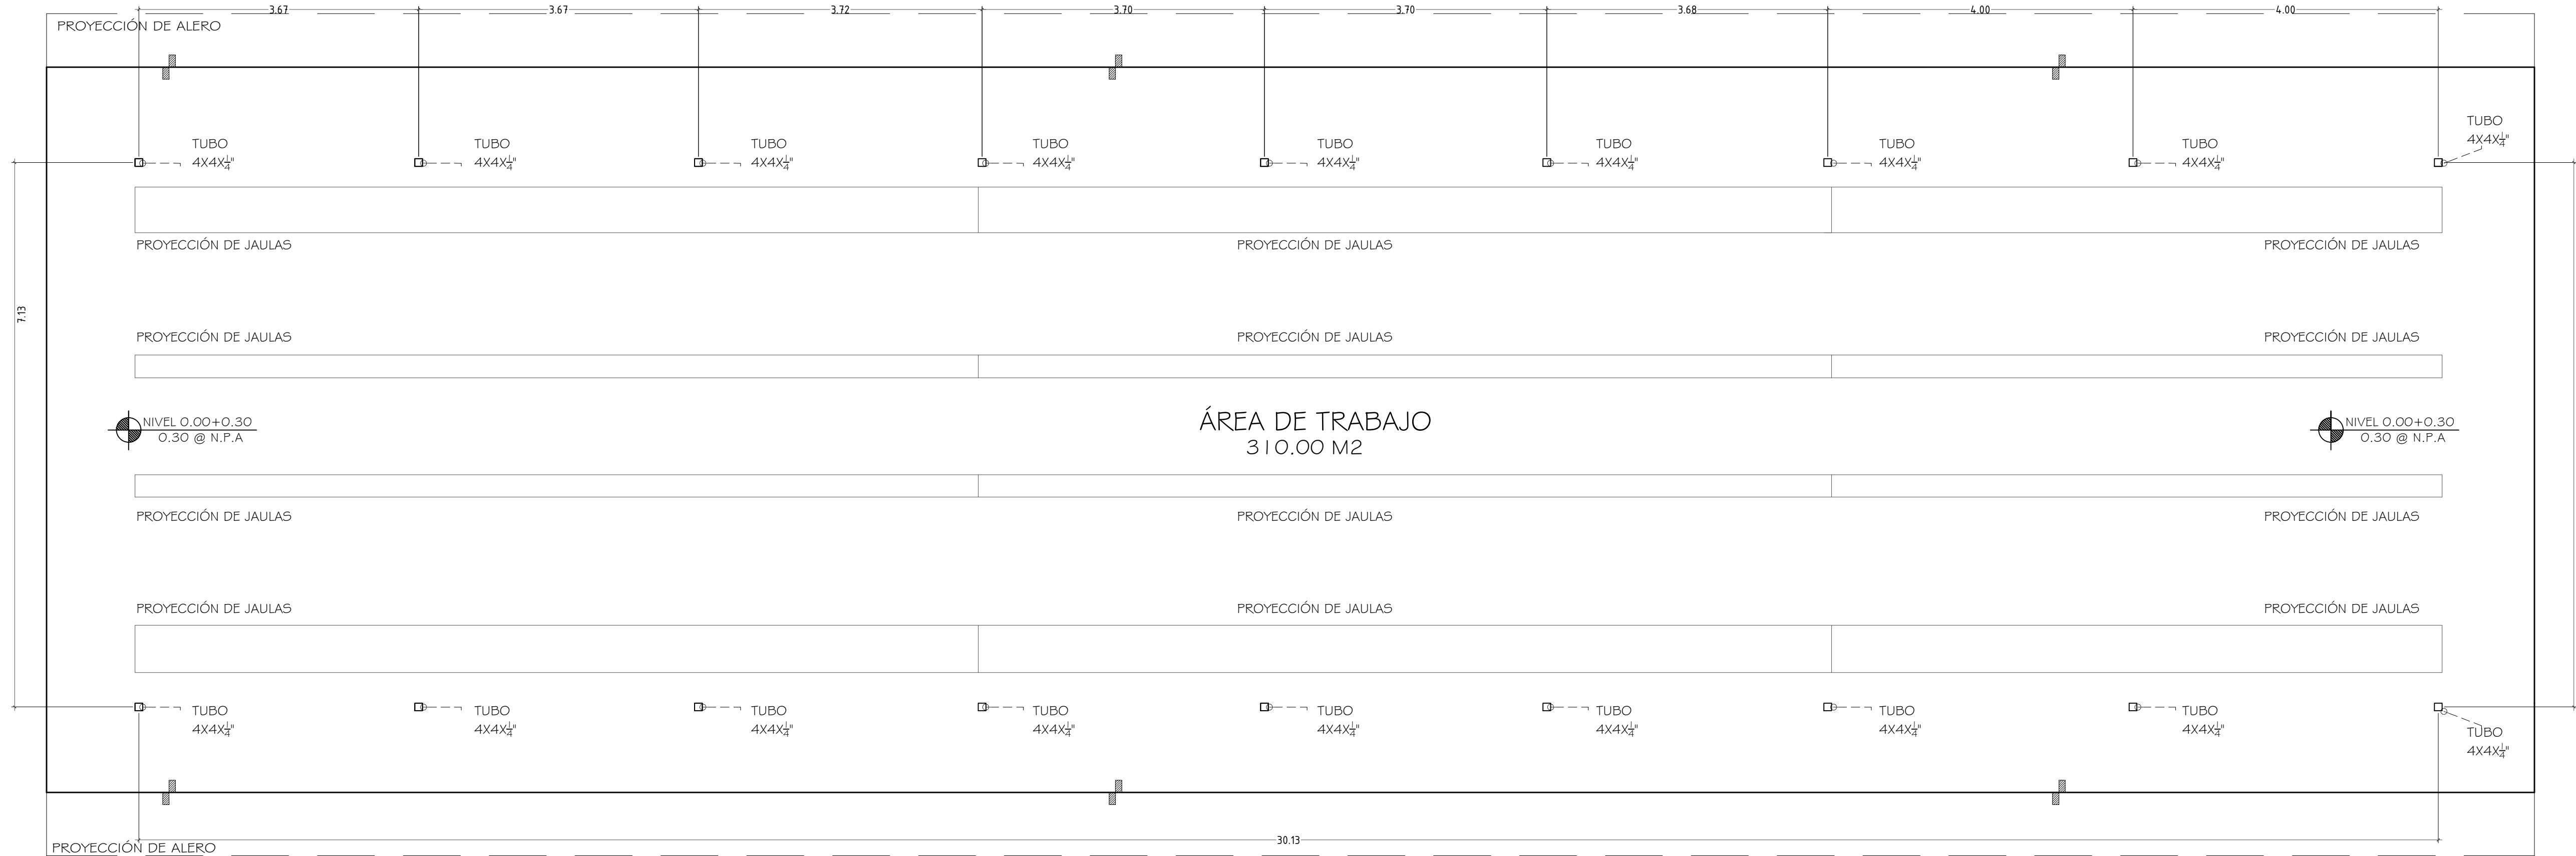 3.67 3.67 3.72 3.70 3.70 3.68 4.00 4.00
PROYECCIÓN DE ALERO
TUBO TUBO TUBO TUBO TUBO TUBO TUBO TUBO TUBO
4X4X1/4" 4X4X1/4" 4X4X1/4" 4X4X1/4" 4X4X1/4" 4X4X1/4" 4X4X1/4" 4X4X1/4" 4X4X1/4"
PROYECCIÓN DE JAULAS PROYECCIÓN DE JAULAS PROYECCIÓN DE JAULAS
7.13
PROYECCIÓN DE JAULAS PROYECCIÓN DE JAULAS PROYECCIÓN DE JAULAS
NIVEL 0.00+0.30
0.30 @ N.P.A
ÁREA DE TRABAJO
310.00 M2
NIVEL 0.00+0.30
0.30 @ N.P.A
PROYECCIÓN DE JAULAS PROYECCIÓN DE JAULAS PROYECCIÓN DE JAULAS
PROYECCIÓN DE JAULAS PROYECCIÓN DE JAULAS PROYECCIÓN DE JAULAS
TUBO TUBO TUBO TUBO TUBO TUBO TUBO TUBO TUBO
4X4X1/4" 4X4X1/4" 4X4X1/4" 4X4X1/4" 4X4X1/4" 4X4X1/4" 4X4X1/4" 4X4X1/4" 4X4X1/4"
30.13
PROYECCIÓN DE ALERO